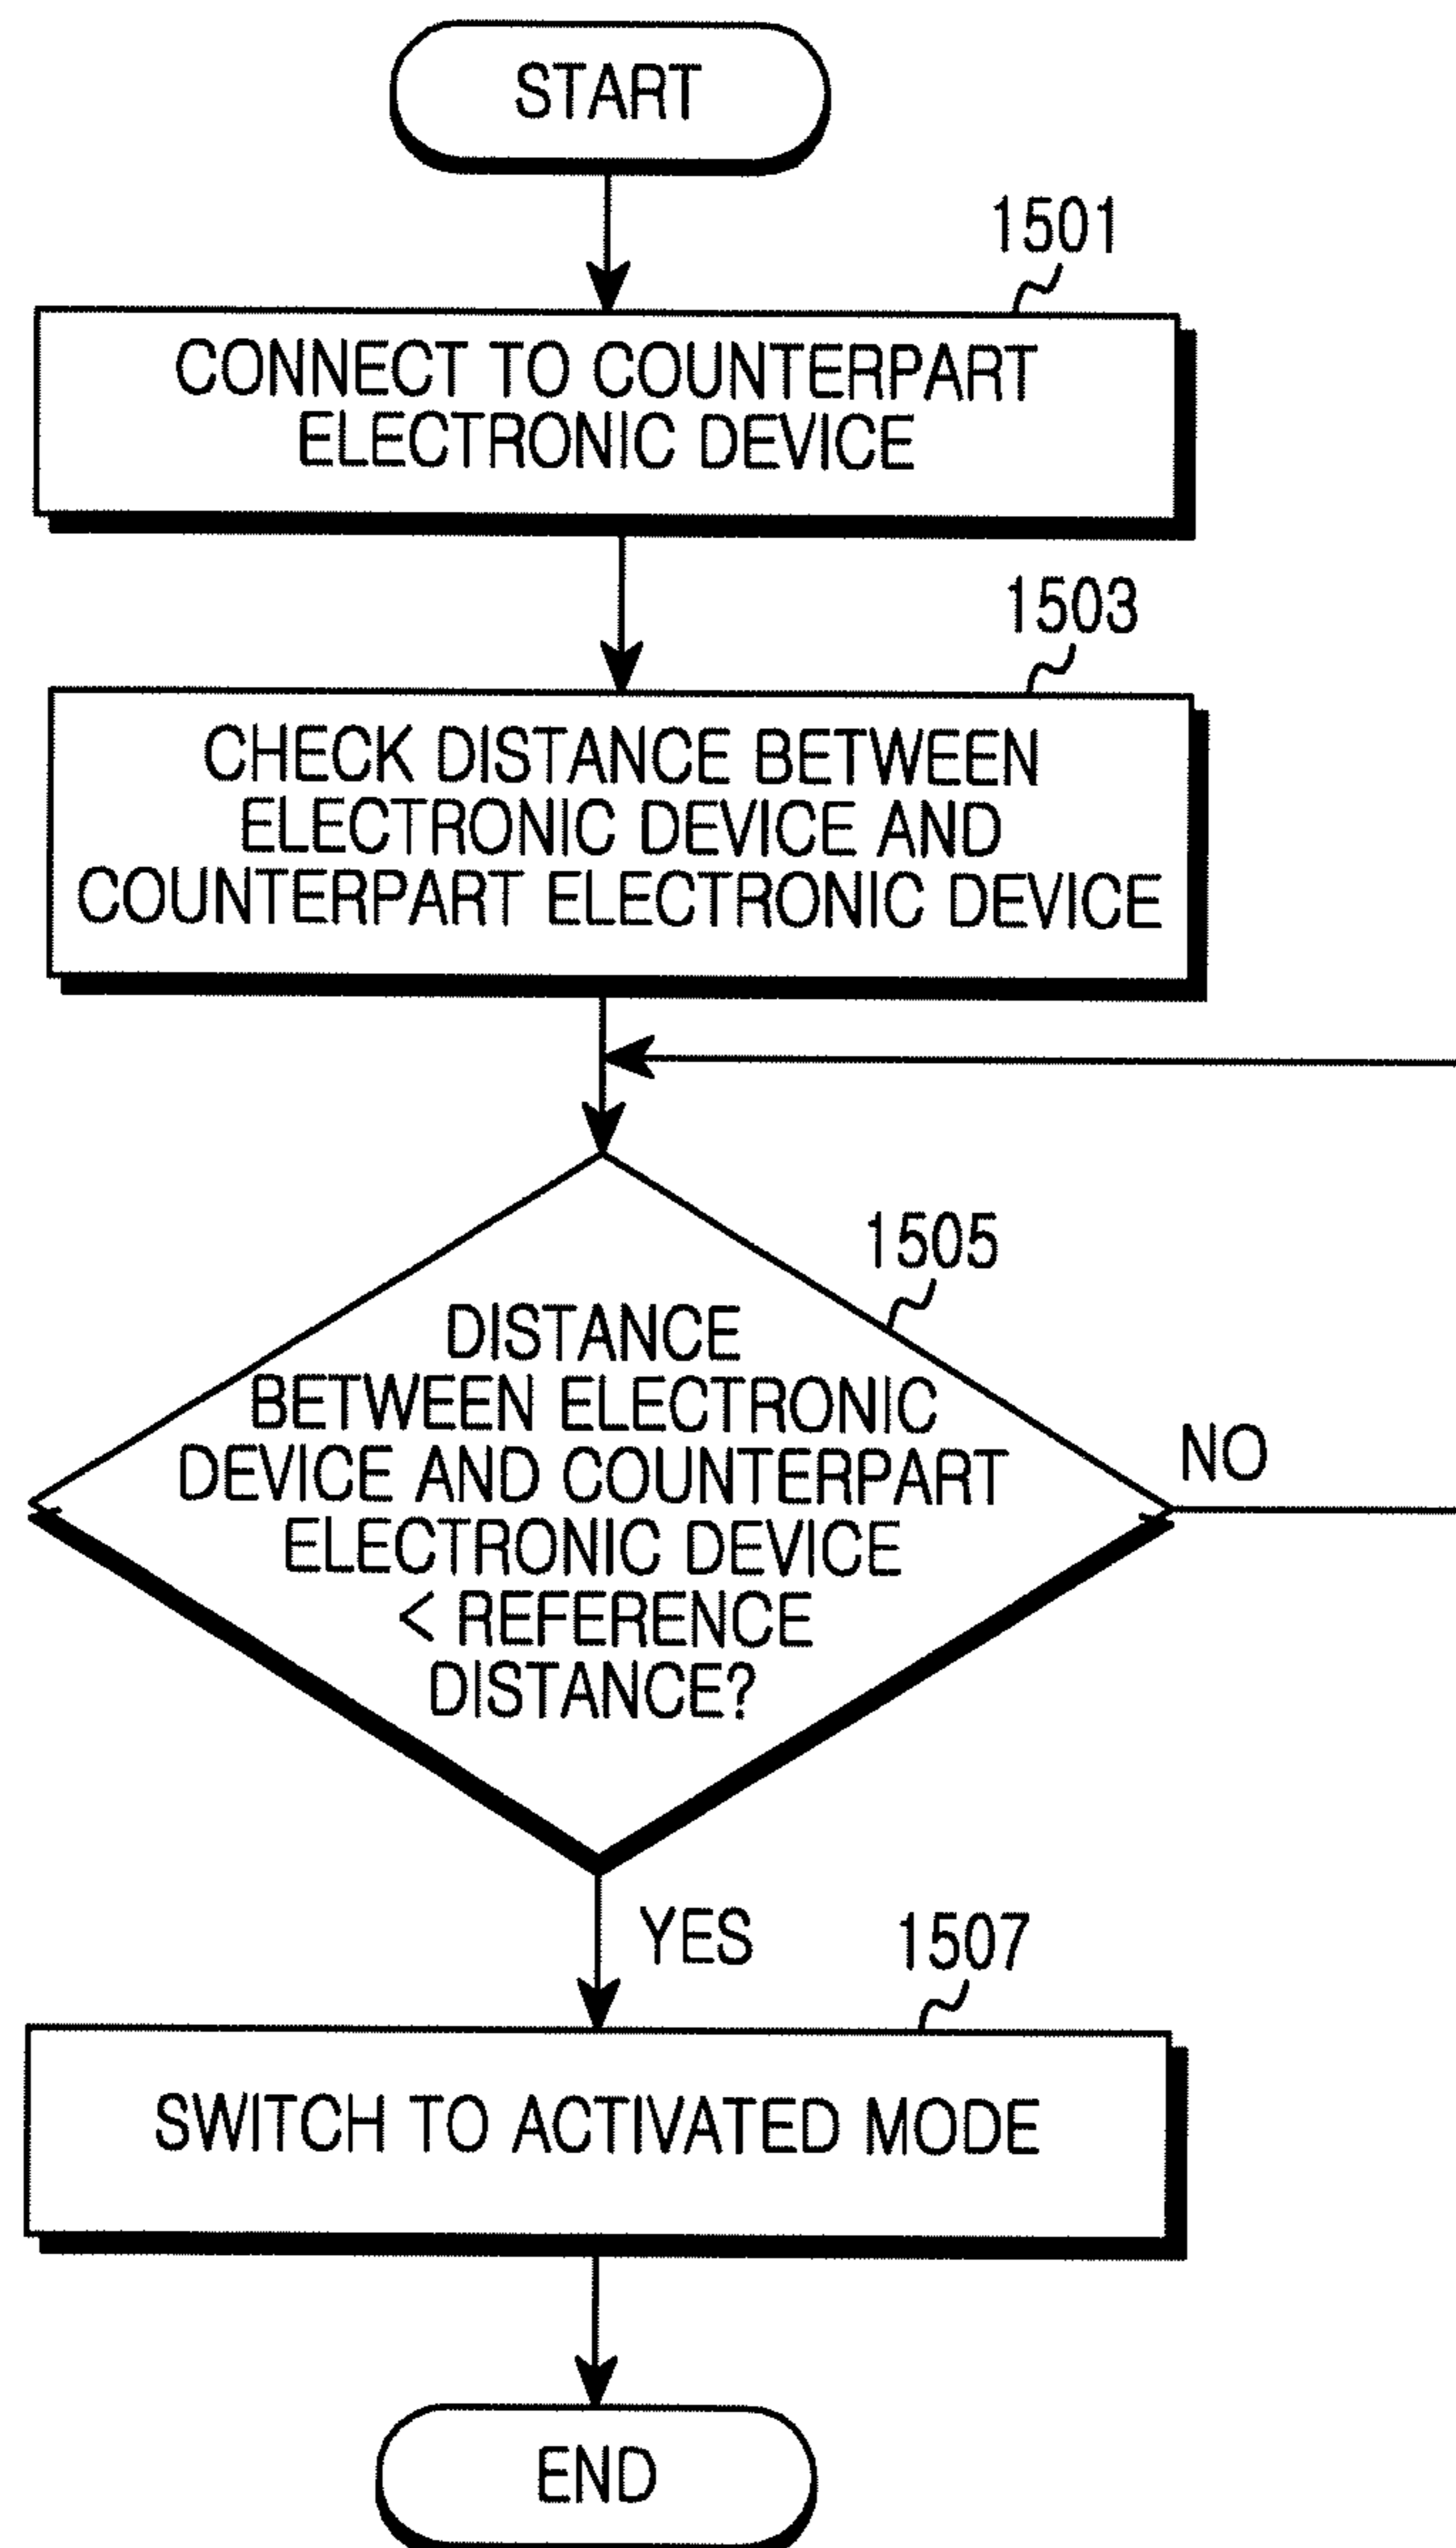 START
1501
CONNECT TO COUNTERPART
ELECTRONIC DEVICE
1503
CHECK DISTANCE BETWEEN
ELECTRONIC DEVICE AND
COUNTERPART ELECTRONIC DEVICE
1505
DISTANCE
BETWEEN ELECTRONIC
DEVICE AND COUNTERPART
ELECTRONIC DEVICE
< REFERENCE
DISTANCE?
NO
YES
1507
SWITCH TO ACTIVATED MODE
END